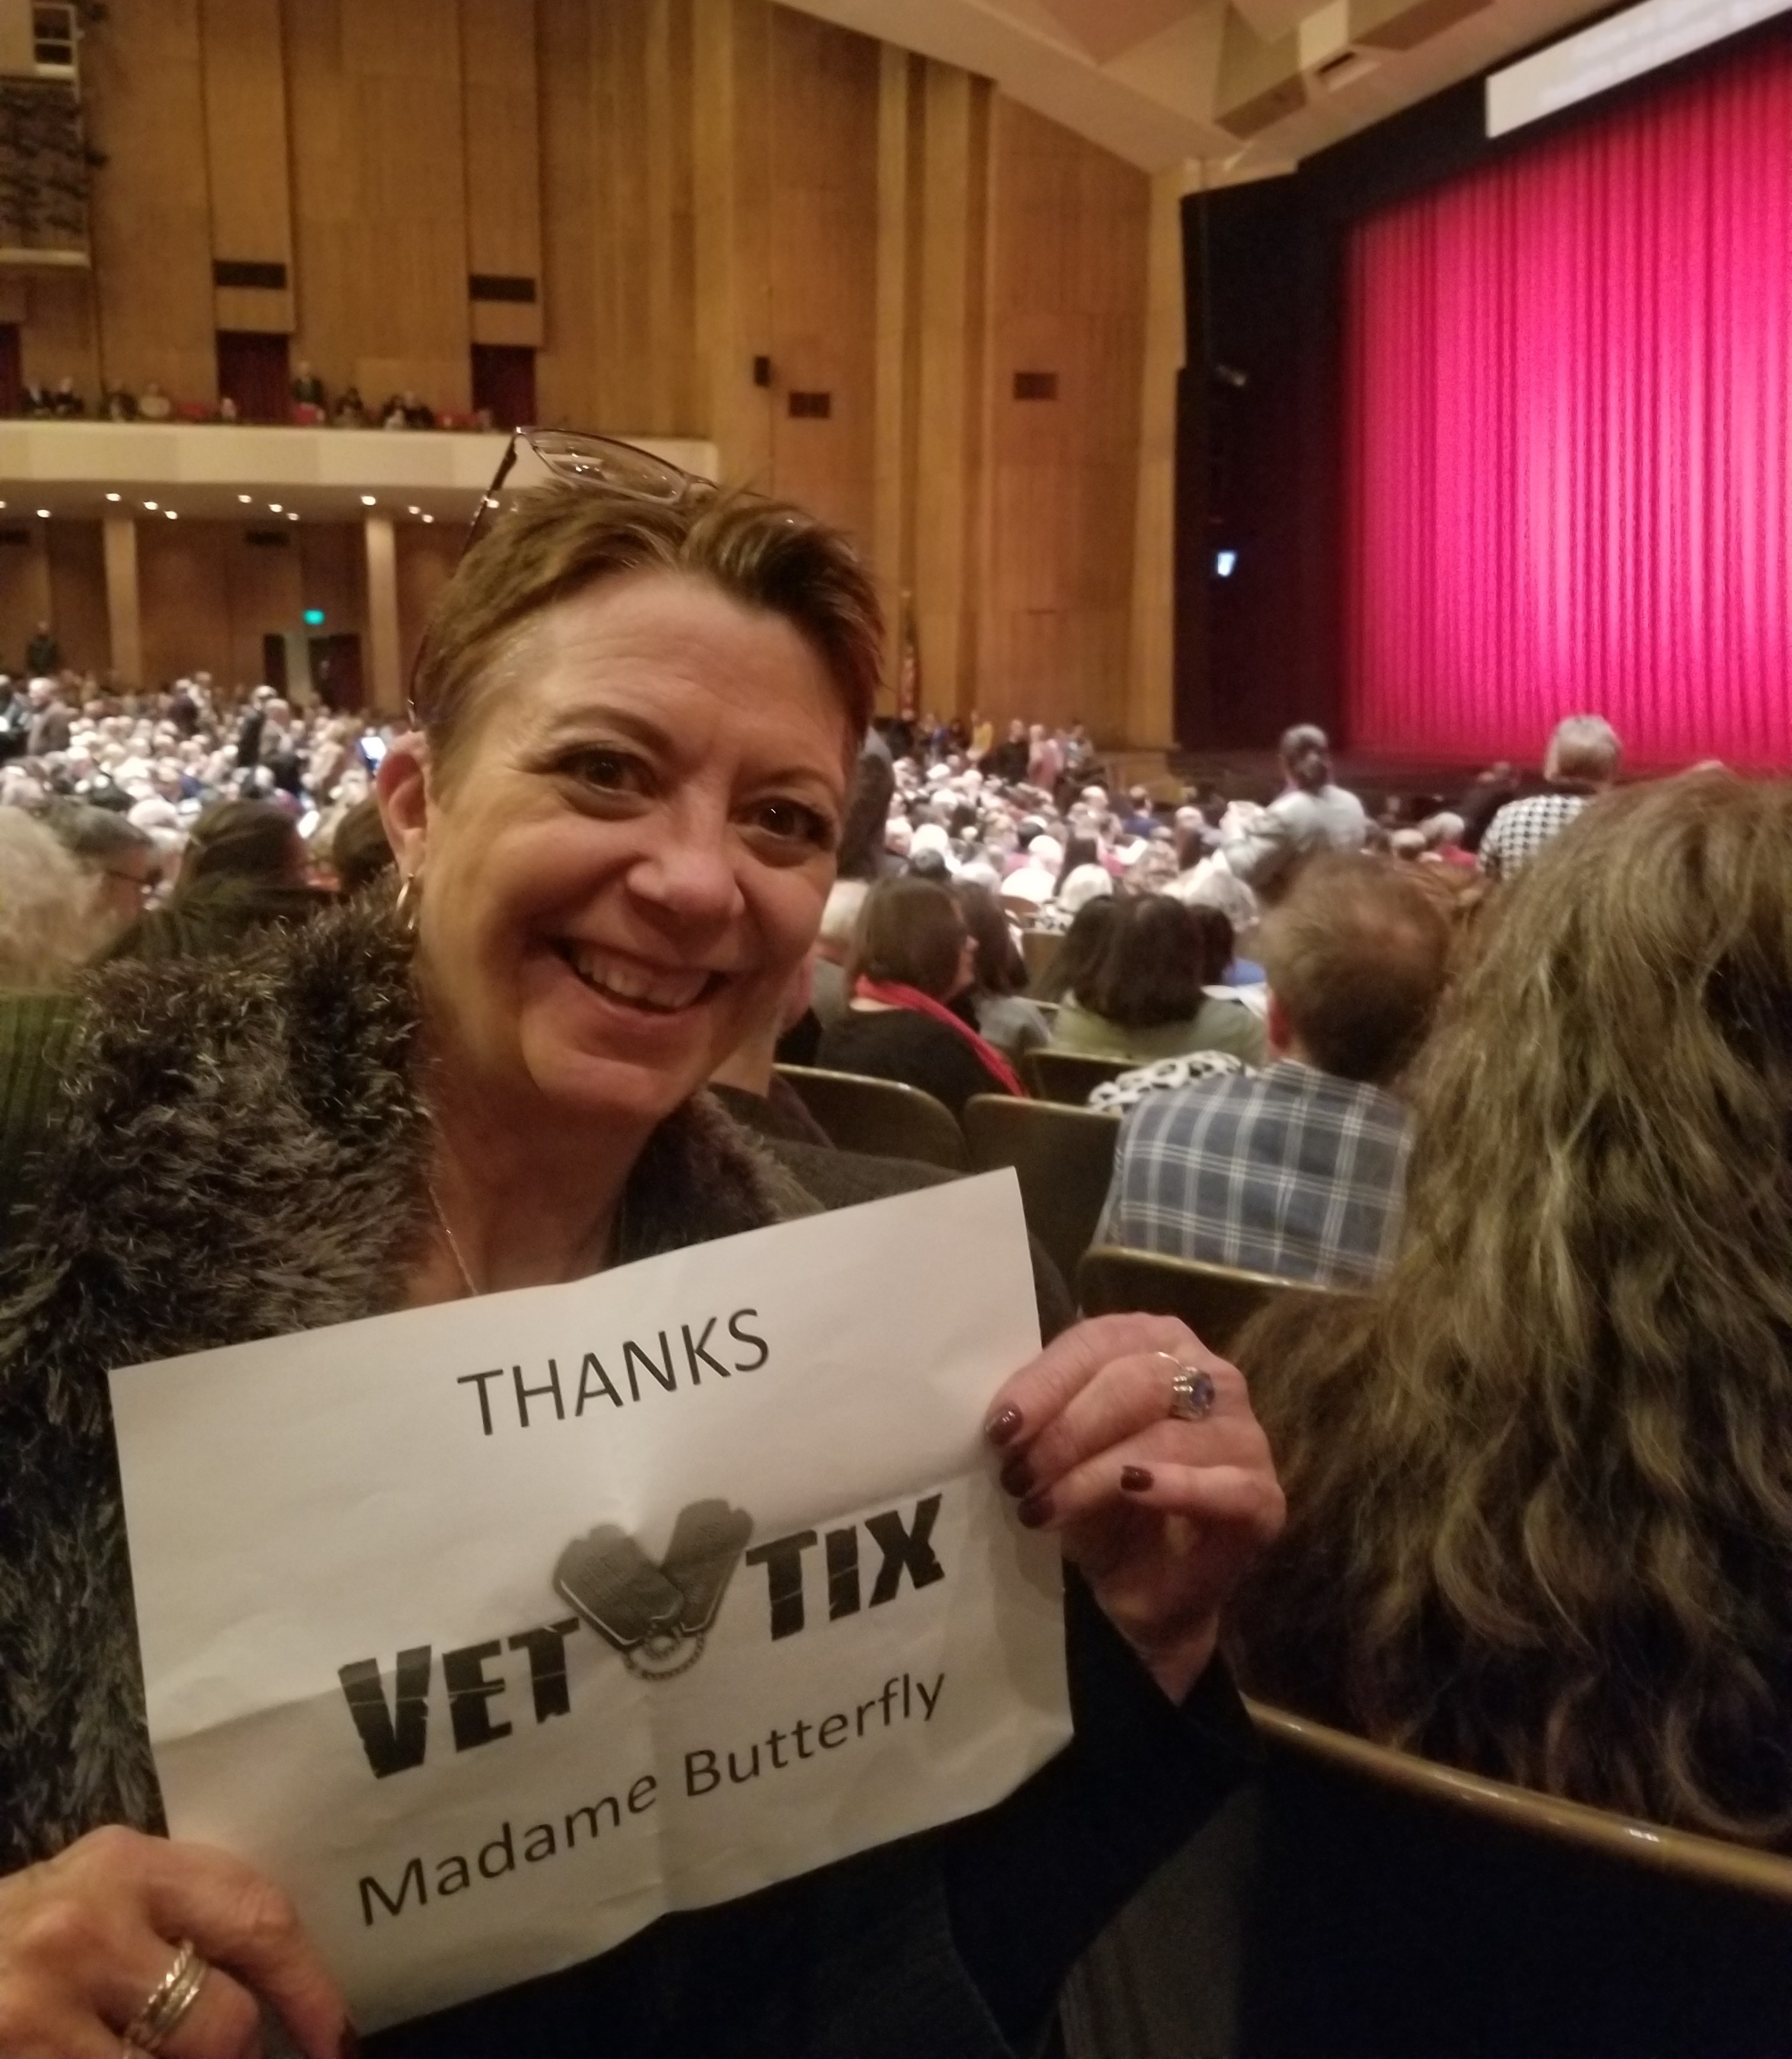 THANKS
VET TIX
Madame Butterfly